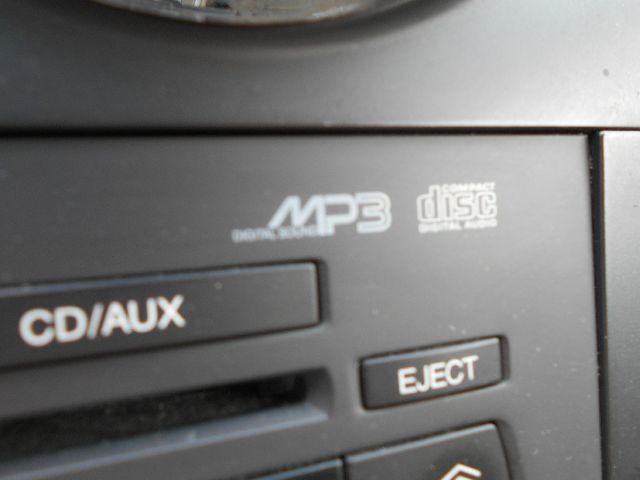 DIGITAL SOUND MP3
COMPACT
disc
DIGITAL AUDIO
CD/AUX
EJECT